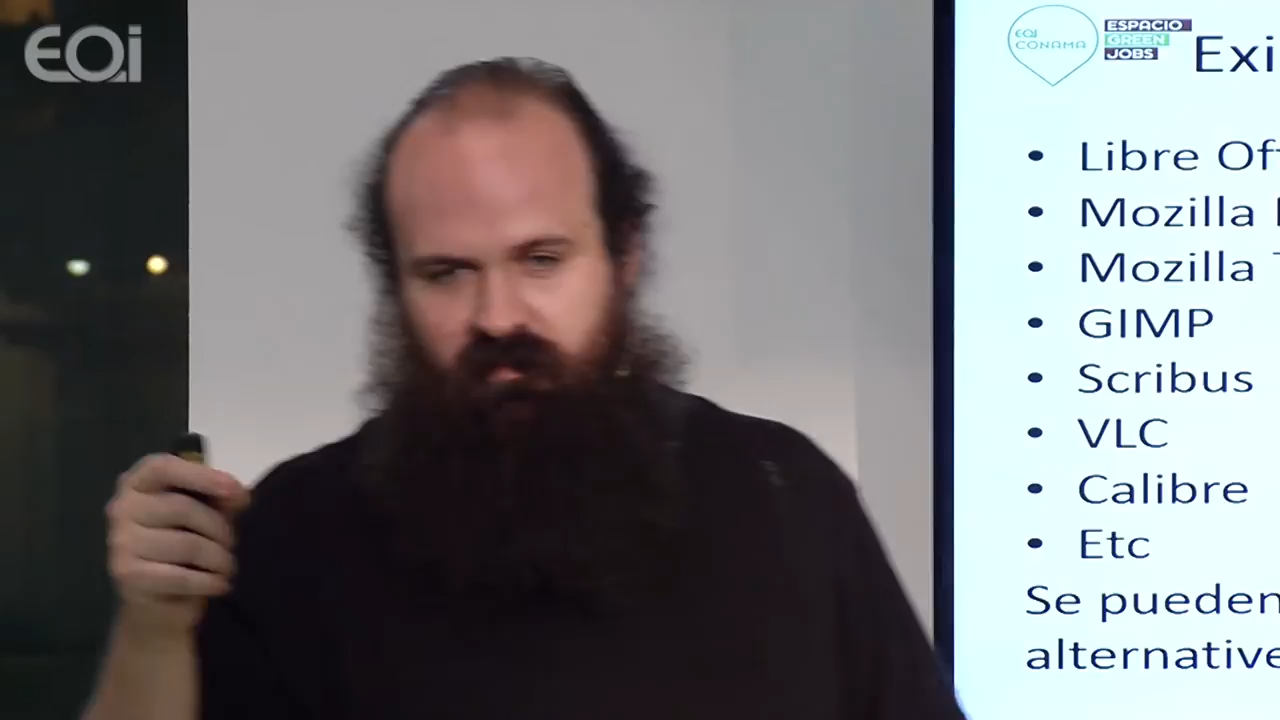 EOi
EOI
CONAMA
ESPACIO
GREEN
JOBS
Exi
• Libre Of
• Mozilla
• Mozilla
• GIMP
• Scribus
• VLC
• Calibre
• Etc
Se pueden
alternative